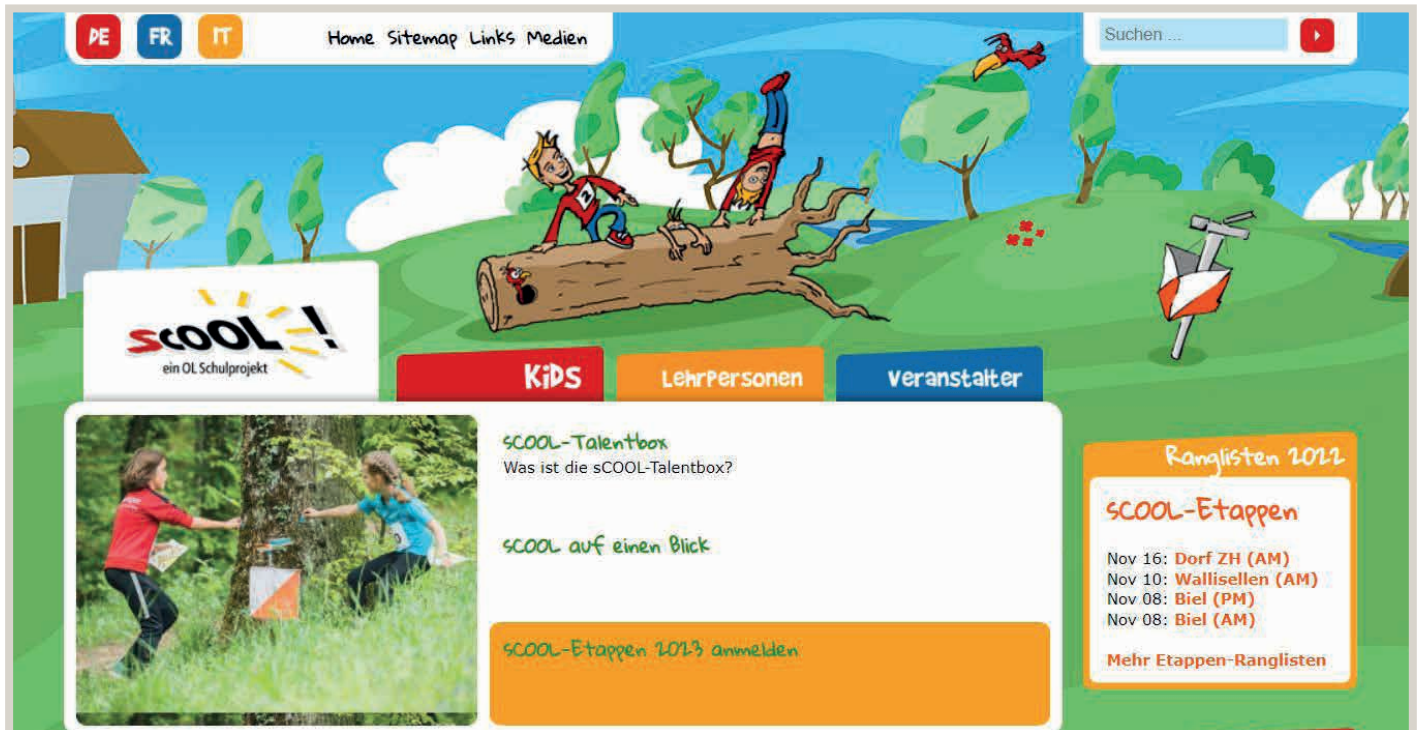 DE FR IT Home Sitemap Links Medien
Suchen ...
2
sCOOL !
ein OL Schulprojekt
KiDS LehrPersonen Veranstalter
sCOOL-Talentbox
Was ist die sCOOL-Talentbox?
sCOOL auf einen Blick
sCOOL-Etappen 2023 anmelden
Ranglisten 2022
sCOOL-Etappen
Nov 16: Dorf ZH (AM)
Nov 10: Wallisellen (AM)
Nov 08: Biel (PM)
Nov 08: Biel (AM)
Mehr Etappen-Ranglisten